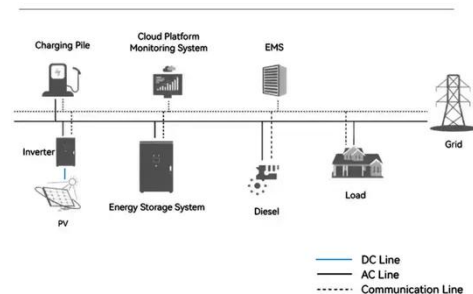 Charging Pile
Cloud Platform
Monitoring System
EMS
Inverter
Grid
PV
Energy Storage System
Diesel
Load
DC Line
AC Line
Communication Line